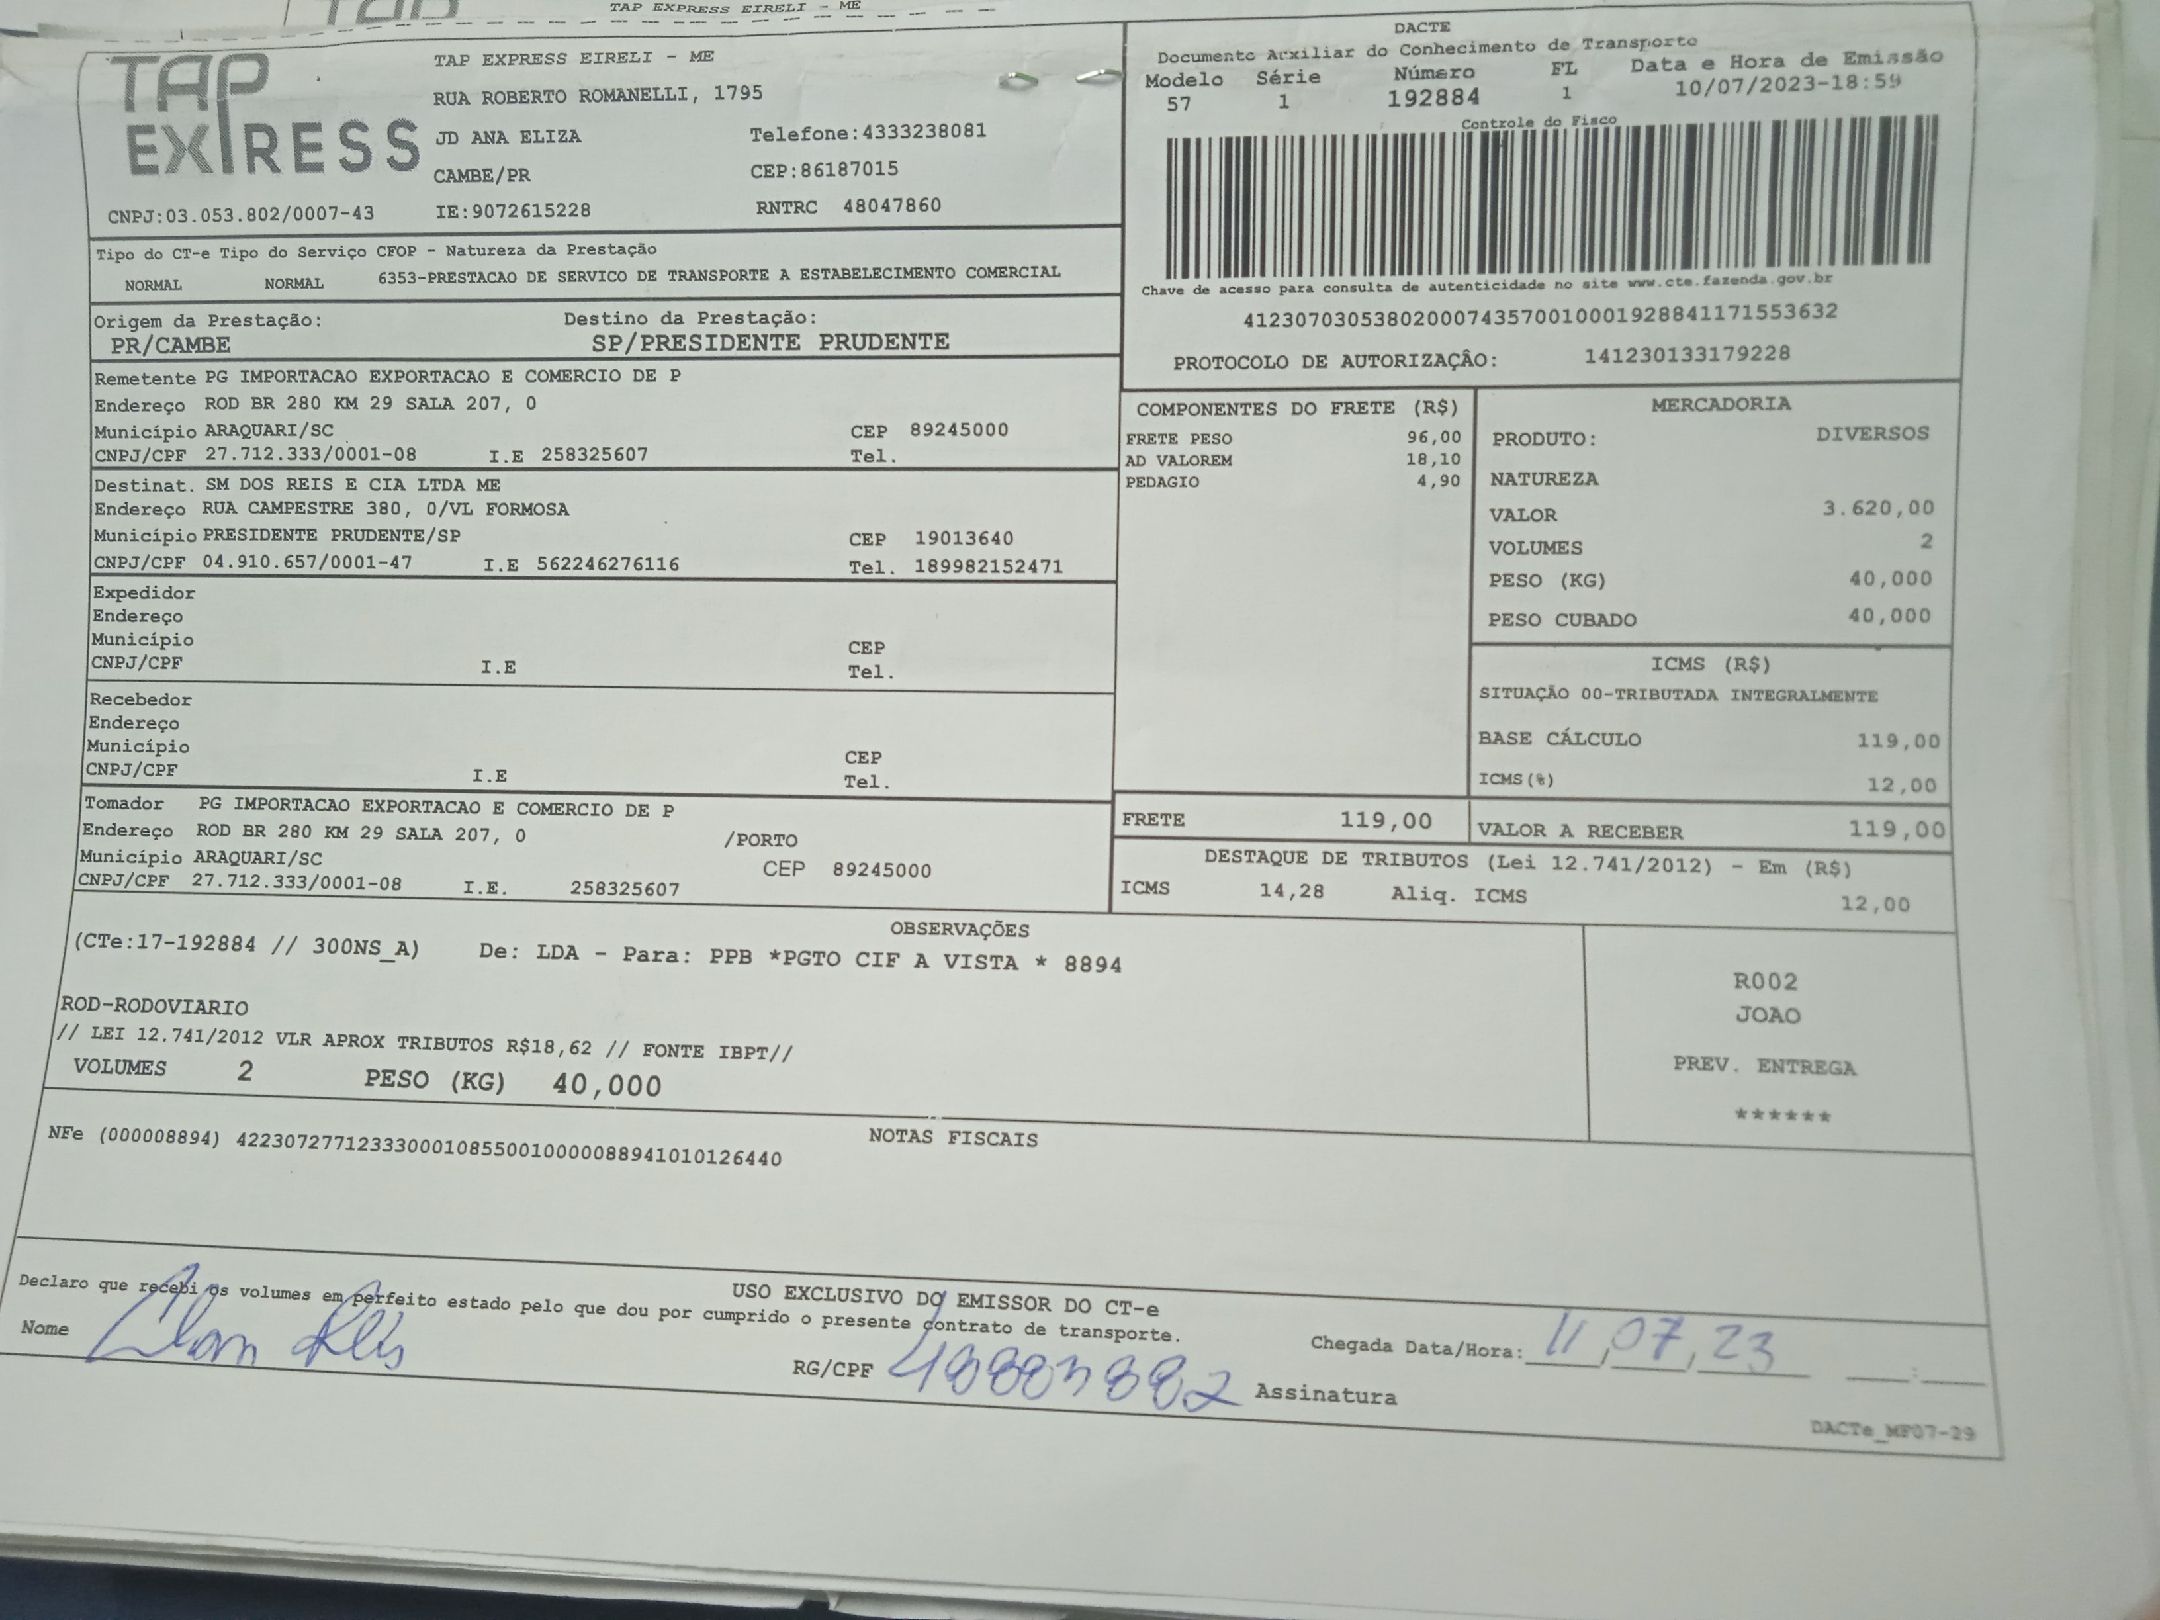 TAP EXPRESS EIRELI - ME
TAP EXPRESS
TAP EXPRESS EIRELI - ME
RUA ROBERTO ROMANELLI, 1795
JD ANA ELIZA Telefone:4333238081
CAMBE/PR CEP:86187015
CNPJ:03.053.802/0007-43 IE:9072615228 RNTRC 48047860
DACTE
Documento Auxiliar do Conhecimento de Transporte
Modelo Série Número FL Data e Hora de Emissão
57 1 192884 1 10/07/2023-18:59
Controle do Fisco
Chave de acesso para consulta de autenticidade no site www.cte.fazenda.gov.br
41230703053802000743570010001928841171553632
PROTOCOLO DE AUTORIZAÇÂO: 141230133179228
Tipo do CT-e Tipo do Serviço CFOP - Natureza da Prestação
NORMAL NORMAL 6353-PRESTACAO DE SERVICO DE TRANSPORTE A ESTABELECIMENTO COMERCIAL
Origem da Prestação: Destino da Prestação:
PR/CAMBE SP/PRESIDENTE PRUDENTE
Remetente PG IMPORTACAO EXPORTACAO E COMERCIO DE P
Endereço ROD BR 280 KM 29 SALA 207, 0
Município ARAQUARI/SC CEP 89245000
CNPJ/CPF 27.712.333/0001-08 I.E 258325607 Tel.
Destinat. SM DOS REIS E CIA LTDA ME
Endereço RUA CAMPESTRE 380, 0/VL FORMOSA
Município PRESIDENTE PRUDENTE/SP CEP 19013640
CNPJ/CPF 04.910.657/0001-47 I.E 562246276116 Tel. 189982152471
Expedidor
Endereço
Município CEP
CNPJ/CPF I.E Tel.
Recebedor
Endereço
Município CEP
CNPJ/CPF I.E Tel.
Tomador PG IMPORTACAO EXPORTACAO E COMERCIO DE P
Endereço ROD BR 280 KM 29 SALA 207, 0 /PORTO
Município ARAQUARI/SC CEP 89245000
CNPJ/CPF 27.712.333/0001-08 I.E. 258325607
COMPONENTES DO FRETE (R$)
FRETE PESO 96,00
AD VALOREM 18,10
PEDAGIO 4,90
MERCADORIA
PRODUTO: DIVERSOS
NATUREZA
VALOR 3.620,00
VOLUMES 2
PESO (KG) 40,000
PESO CUBADO 40,000
ICMS (R$)
SITUAÇÃO 00-TRIBUTADA INTEGRALMENTE
BASE CÁLCULO 119,00
ICMS(%) 12,00
FRETE 119,00 VALOR A RECEBER 119,00
DESTAQUE DE TRIBUTOS (Lei 12.741/2012) - Em (R$)
ICMS 14,28 Aliq. ICMS 12,00
OBSERVAÇÕES
(CTe:17-192884 // 300NS_A) De: LDA - Para: PPB *PGTO CIF A VISTA * 8894
ROD-RODOVIARIO
// LEI 12.741/2012 VLR APROX TRIBUTOS R$18,62 // FONTE IBPT//
VOLUMES 2 PESO (KG) 40,000
R002
JOAO
PREV. ENTREGA
******
NOTAS FISCAIS
NFe (000008894) 42230727712333000108550010000088941010126440
USO EXCLUSIVO DO EMISSOR DO CT-e
Declaro que recebi os volumes em perfeito estado pelo que dou por cumprido o presente contrato de transporte.
Nome RG/CPF Assinatura
Chegada Data/Hora: 11,07,23 :
DACTe_MF07-29